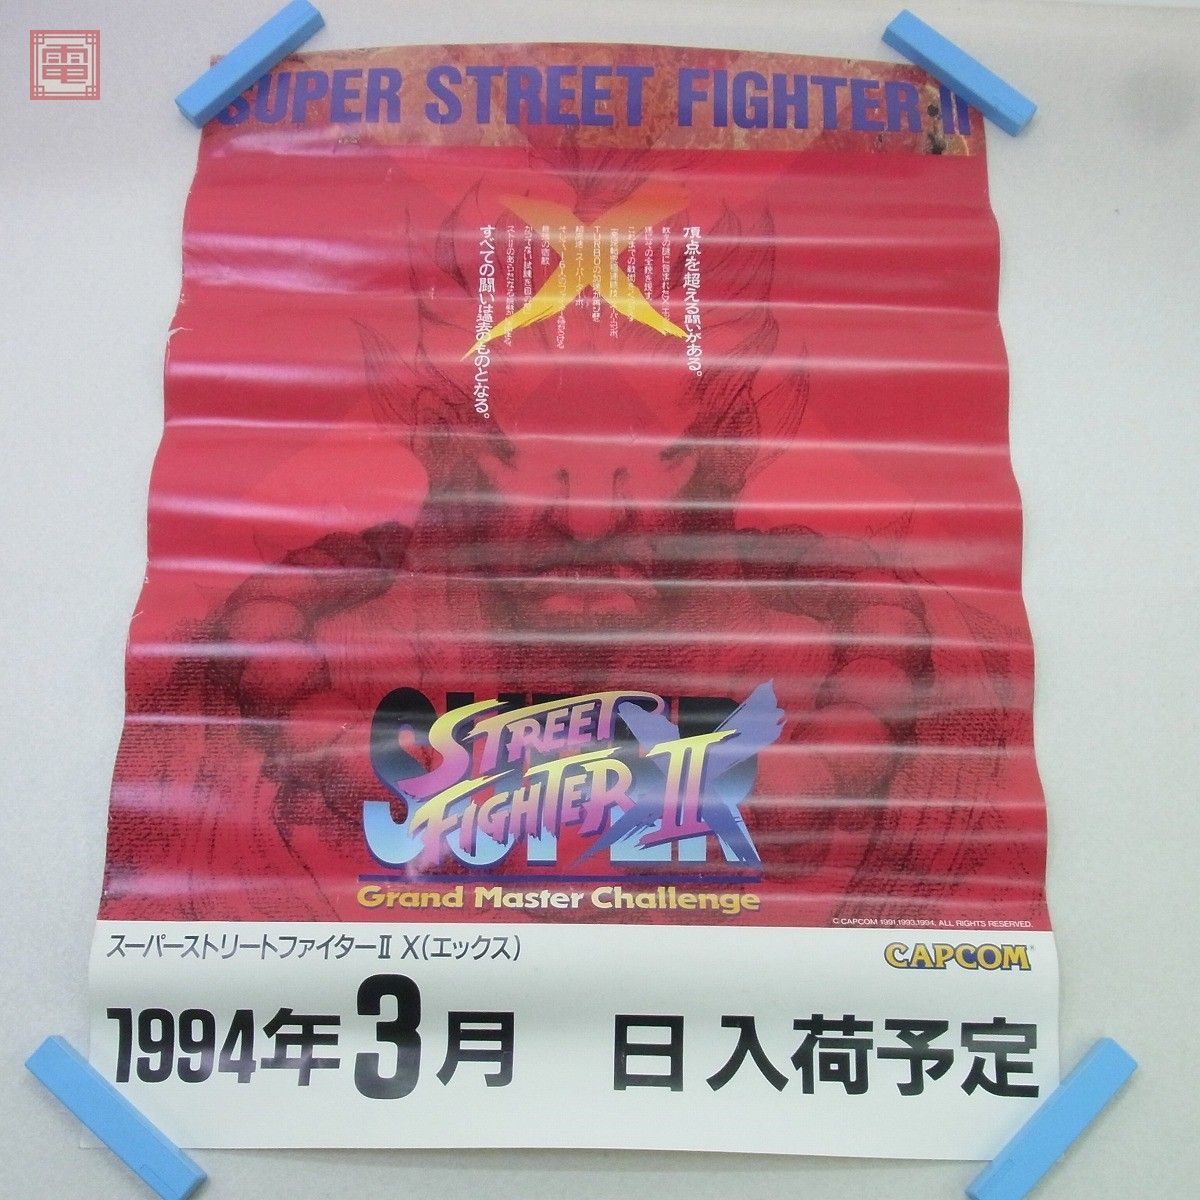 電
SUPER STREET FIGHTER II
X
頂点を超える闘いがある。
すべての闘いは過去のものとなる。
SUPER
STREET
FIGHTER II X
Grand Master Challenge
C CAPCOM 1991,1993,1994, ALL RIGHTS RESERVED.
スーパーストリートファイターII X(エックス)
CAPCOM
1994年3月 日入荷予定